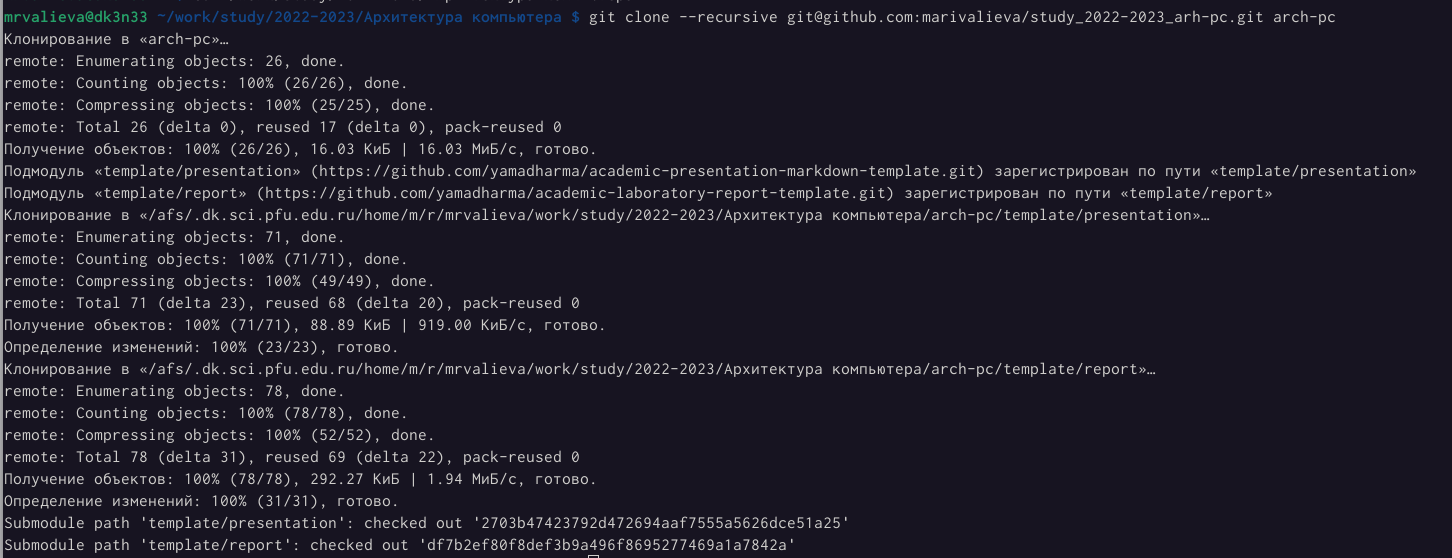 mrvalieva@dk3n33 ~/work/study/2022-2023/Архитектура компьютера $ git clone --recursive git@github.com:marivalieva/study_2022-2023_arh-pc.git arch-pc
Клонирование в «arch-pc»…
remote: Enumerating objects: 26, done.
remote: Counting objects: 100% (26/26), done.
remote: Compressing objects: 100% (25/25), done.
remote: Total 26 (delta 0), reused 17 (delta 0), pack-reused 0
Получение объектов: 100% (26/26), 16.03 КиБ | 16.03 МиБ/с, готово.
Подмодуль «template/presentation» (https://github.com/yamadharma/academic-presentation-markdown-template.git) зарегистрирован по пути «template/presentation»
Подмодуль «template/report» (https://github.com/yamadharma/academic-laboratory-report-template.git) зарегистрирован по пути «template/report»
Клонирование в «/afs/.dk.sci.pfu.edu.ru/home/m/r/mrvalieva/work/study/2022-2023/Архитектура компьютера/arch-pc/template/presentation»…
remote: Enumerating objects: 71, done.
remote: Counting objects: 100% (71/71), done.
remote: Compressing objects: 100% (49/49), done.
remote: Total 71 (delta 23), reused 68 (delta 20), pack-reused 0
Получение объектов: 100% (71/71), 88.89 КиБ | 919.00 КиБ/с, готово.
Определение изменений: 100% (23/23), готово.
Клонирование в «/afs/.dk.sci.pfu.edu.ru/home/m/r/mrvalieva/work/study/2022-2023/Архитектура компьютера/arch-pc/template/report»…
remote: Enumerating objects: 78, done.
remote: Counting objects: 100% (78/78), done.
remote: Compressing objects: 100% (52/52), done.
remote: Total 78 (delta 31), reused 69 (delta 22), pack-reused 0
Получение объектов: 100% (78/78), 292.27 КиБ | 1.94 МиБ/с, готово.
Определение изменений: 100% (31/31), готово.
Submodule path 'template/presentation': checked out '2703b47423792d472694aaf7555a5626dce51a25'
Submodule path 'template/report': checked out 'df7b2ef80f8def3b9a496f8695277469a1a7842a'